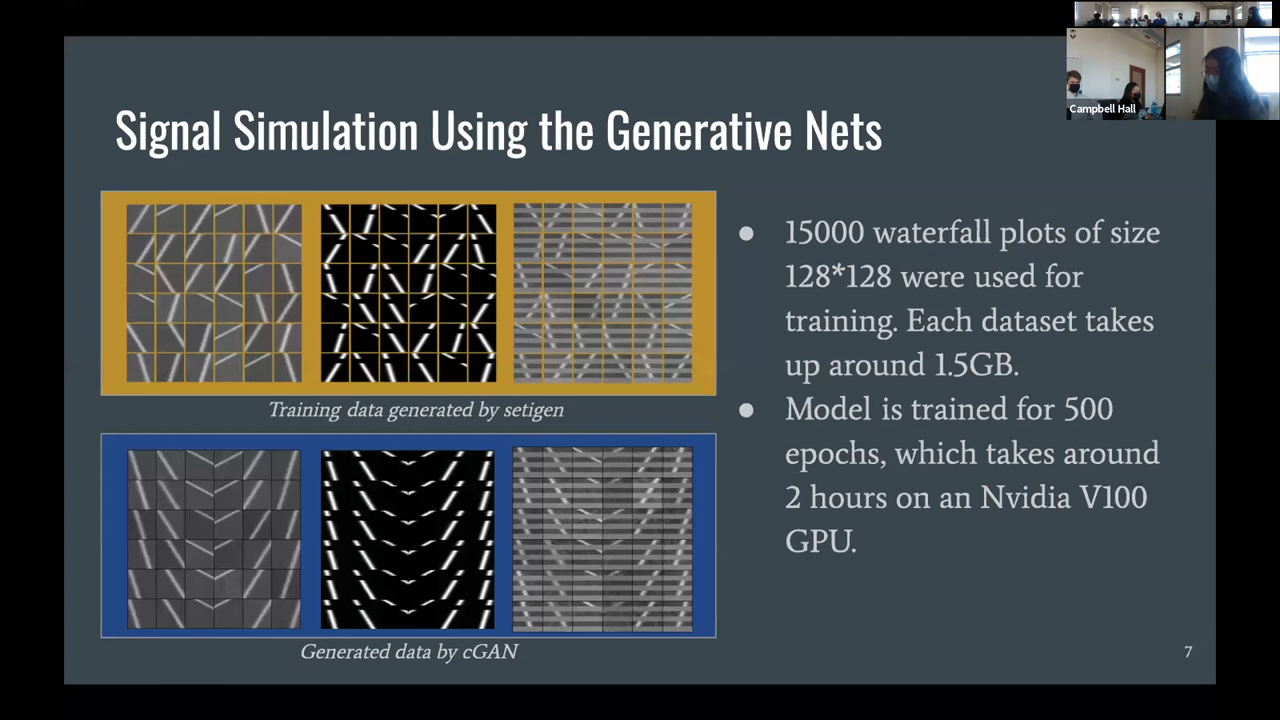 Campbell Hall
Signal Simulation Using the Generative Nets
Training data generated by setigen
Generated data by cGAN
● 15000 waterfall plots of size
128*128 were used for
training. Each dataset takes
up around 1.5GB.
● Model is trained for 500
epochs, which takes around
2 hours on an Nvidia V100
GPU.
7